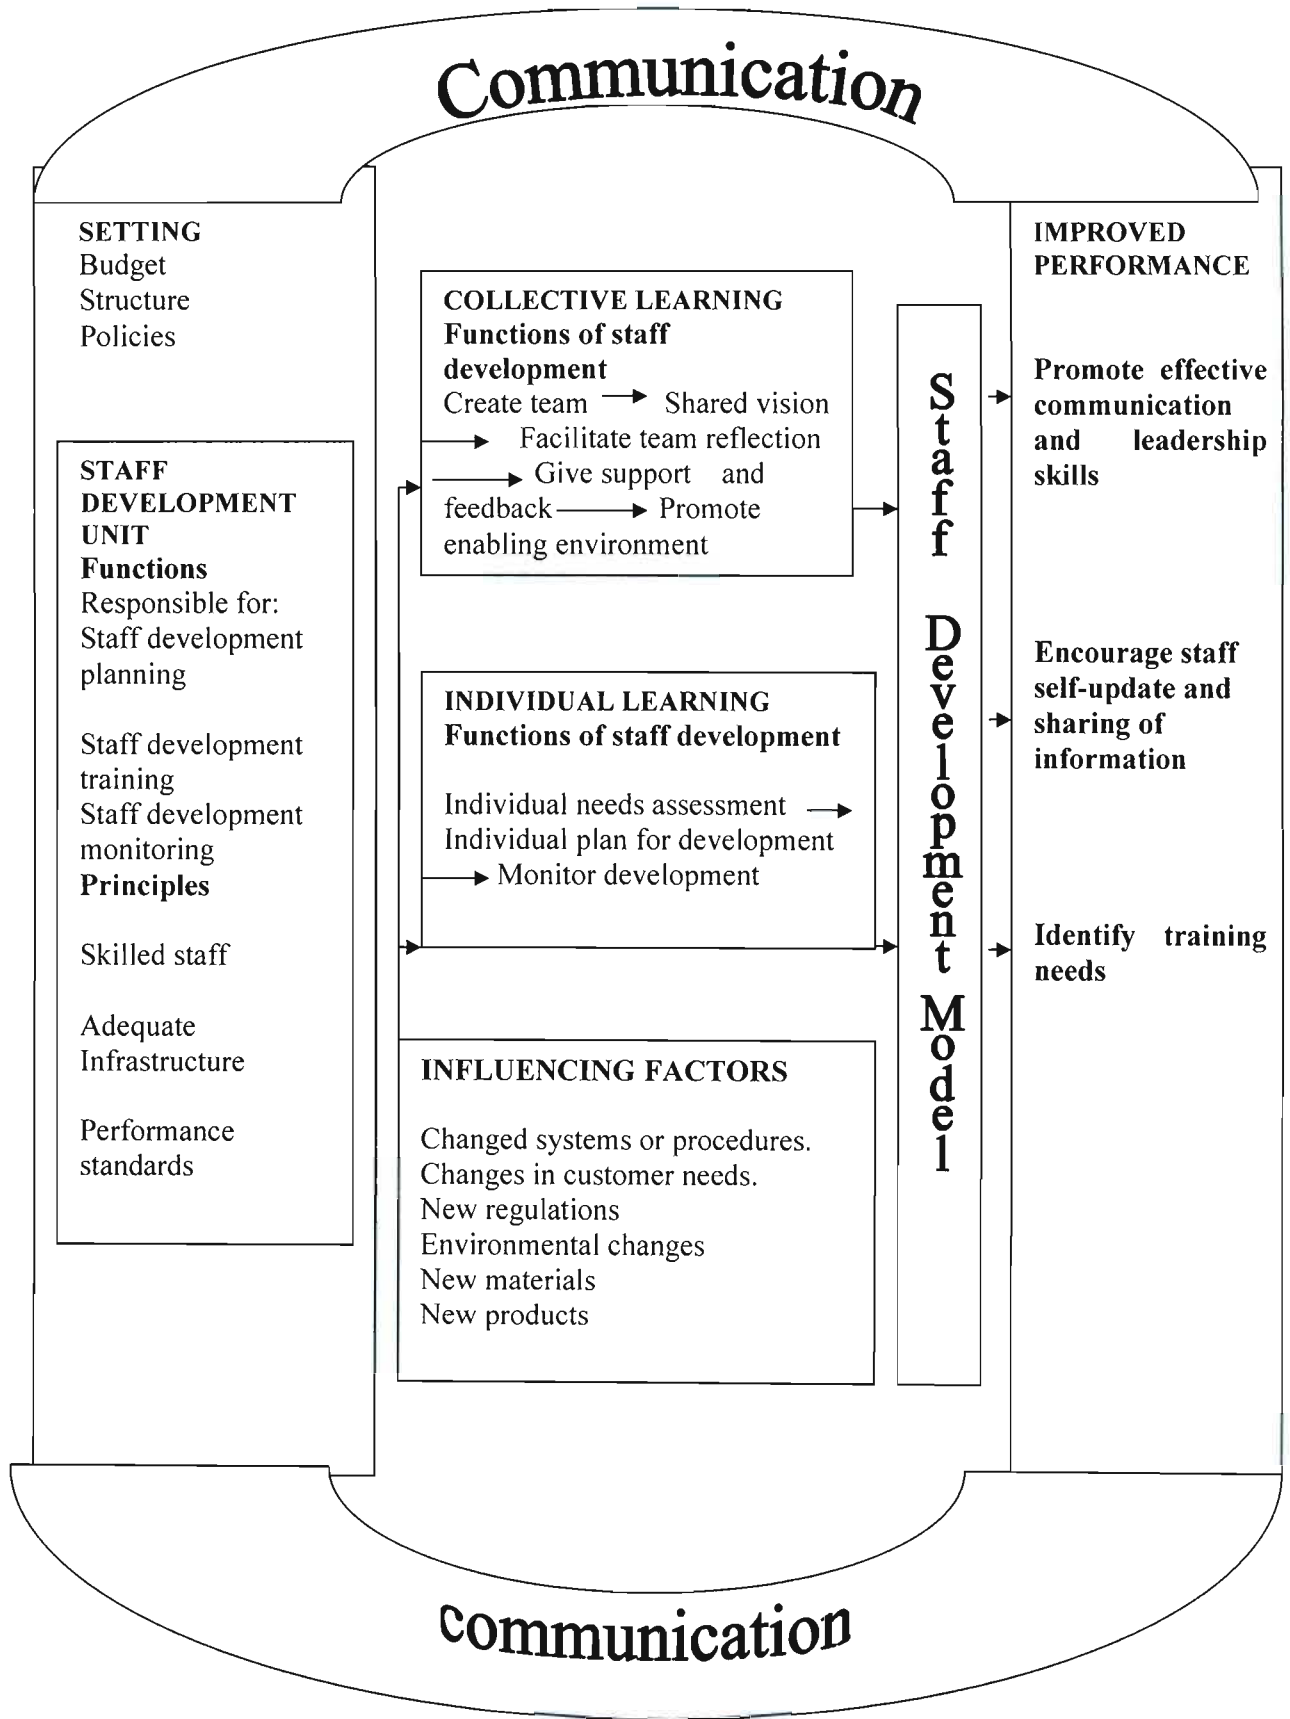 Communication
SETTING
Budget
Structure
Policies
STAFF
DEVELOPMENT
UNIT
Functions
Responsible for:
Staff development
planning
Staff development
training
Staff development
monitoring
Principles
Skilled staff
Adequate
Infrastructure
Performance
standards
COLLECTIVE LEARNING
Functions of staff
development
Create team → Shared vision
→ Facilitate team reflection
→ Give support and
feedback → Promote
enabling environment
INDIVIDUAL LEARNING
Functions of staff development
Individual needs assessment →
Individual plan for development
→ Monitor development
INFLUENCING FACTORS
Changed systems or procedures.
Changes in customer needs.
New regulations
Environmental changes
New materials
New products
Staff Development Model
IMPROVED
PERFORMANCE
Promote effective
communication
and leadership
skills
Encourage staff
self-update and
sharing of
information
Identify training
needs
communication